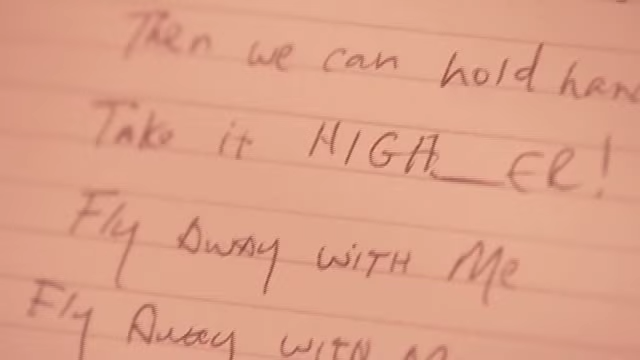 Then we can hold han
Take it HIGH__ER!
Fly Away WITH Me
Fly Away WITH M